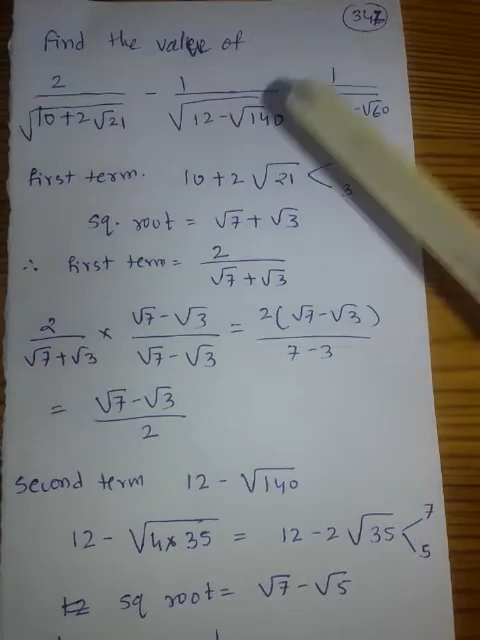 342
Find the value of
2/√(10+2√21) - 1/√(12-√140) 1/ -√60
first term. 10+2√21 < 3
sq. root = √7+√3
∴ first term = 2/(√7+√3)
2/(√7+√3) × (√7-√3)/(√7-√3) = 2(√7-√3)/(7-3)
= (√7-√3)/2
Second term 12-√140
12-√(4×35) = 12-2√35 < 7 5
sq root = √7-√5